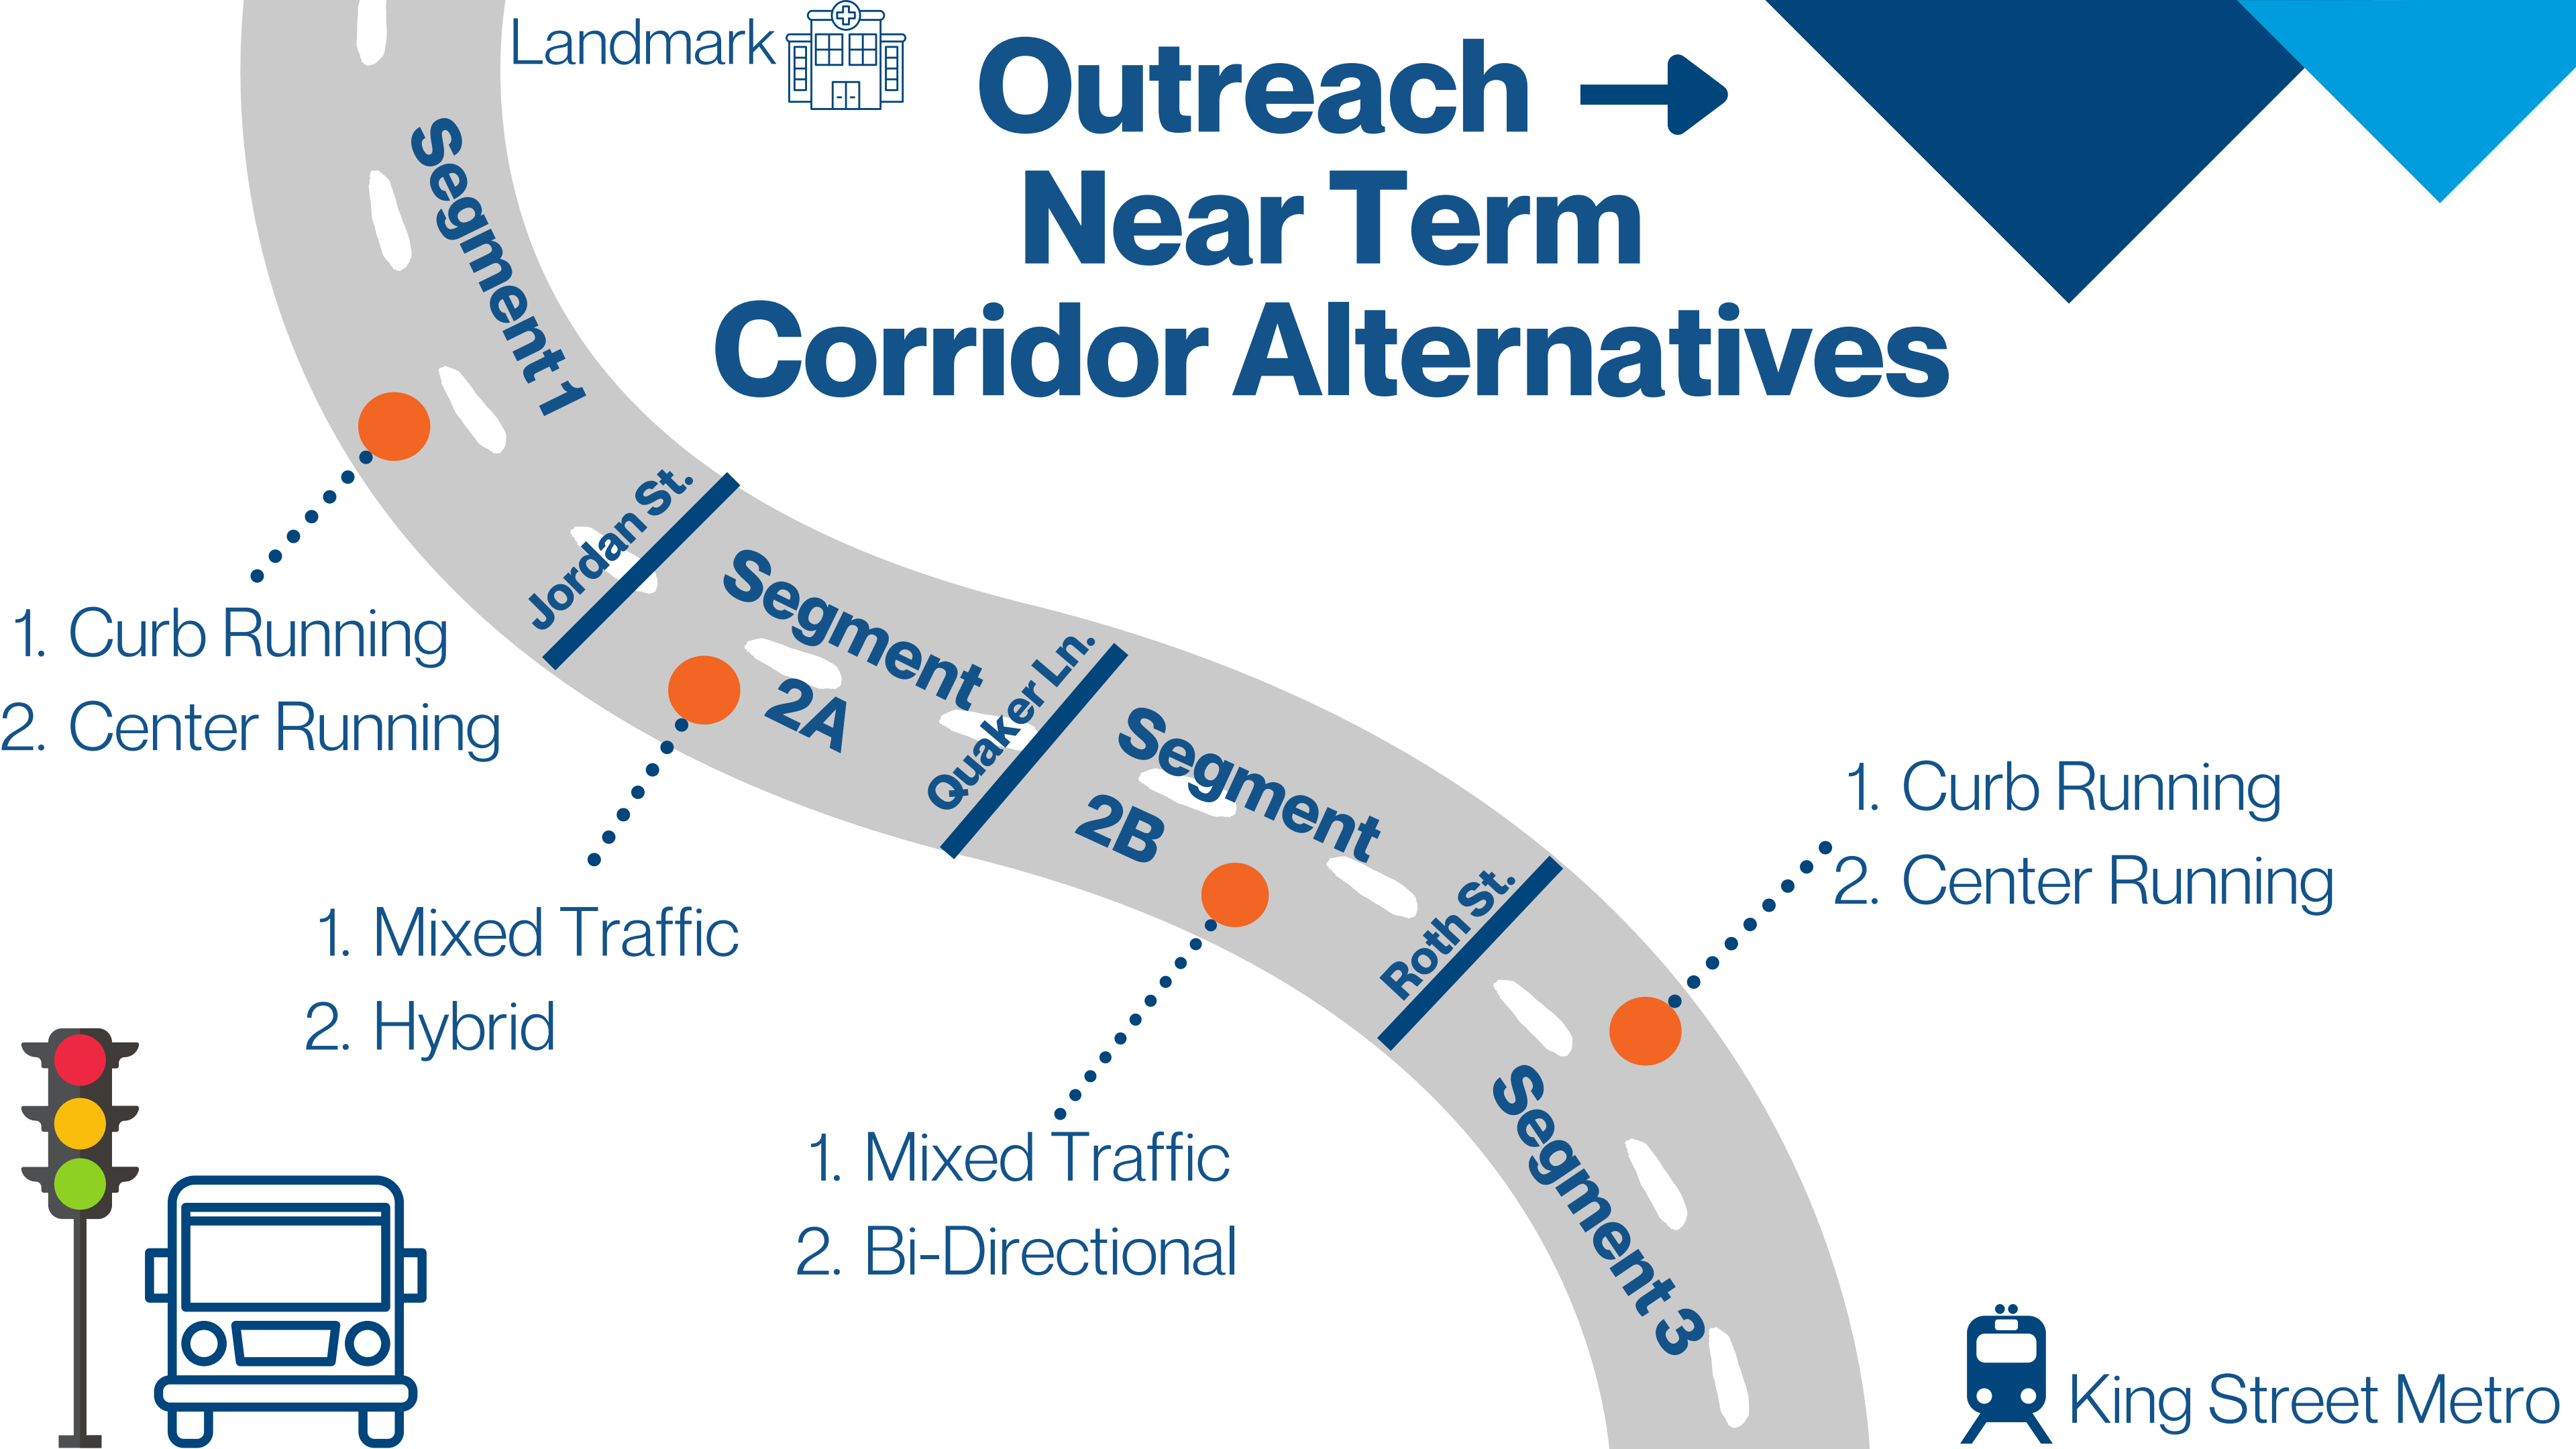 Landmark
Outreach
Near Term
Corridor Alternatives
Segment 1
1. Curb Running
2. Center Running
Jordan St.
Segment
2A
1. Mixed Traffic
2. Hybrid
Quaker Ln.
Segment
2B
1. Mixed Traffic
2. Bi-Directional
Roth St.
1. Curb Running
2. Center Running
Segment 3
King Street Metro